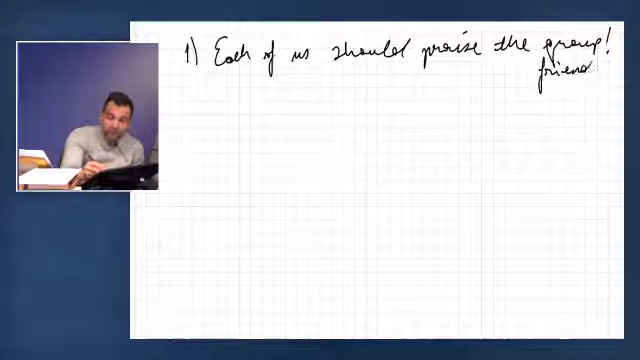 1) Each of us should praise the group!
friend